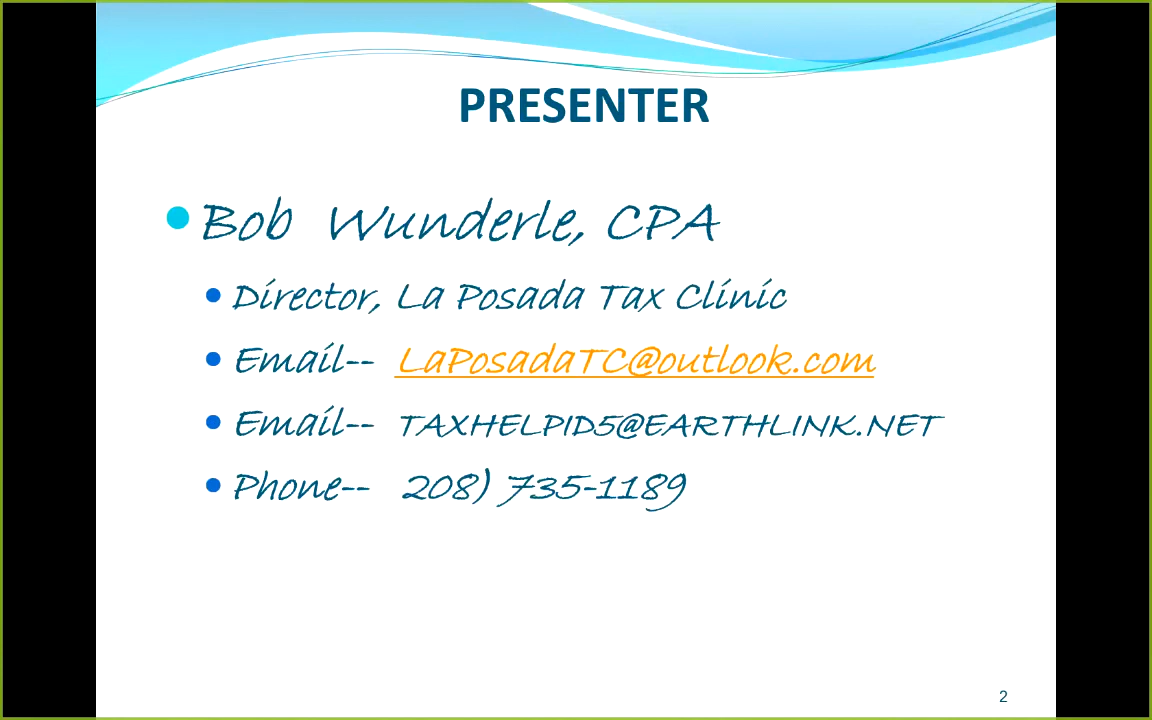 PRESENTER
Bob Wunderle, CPA
Director, La Posada Tax Clinic
Email-- LaPosadaTC@outlook.com
Email-- TAXHELPID5@EARTHLINK.NET
Phone-- 208) 735-1189
2